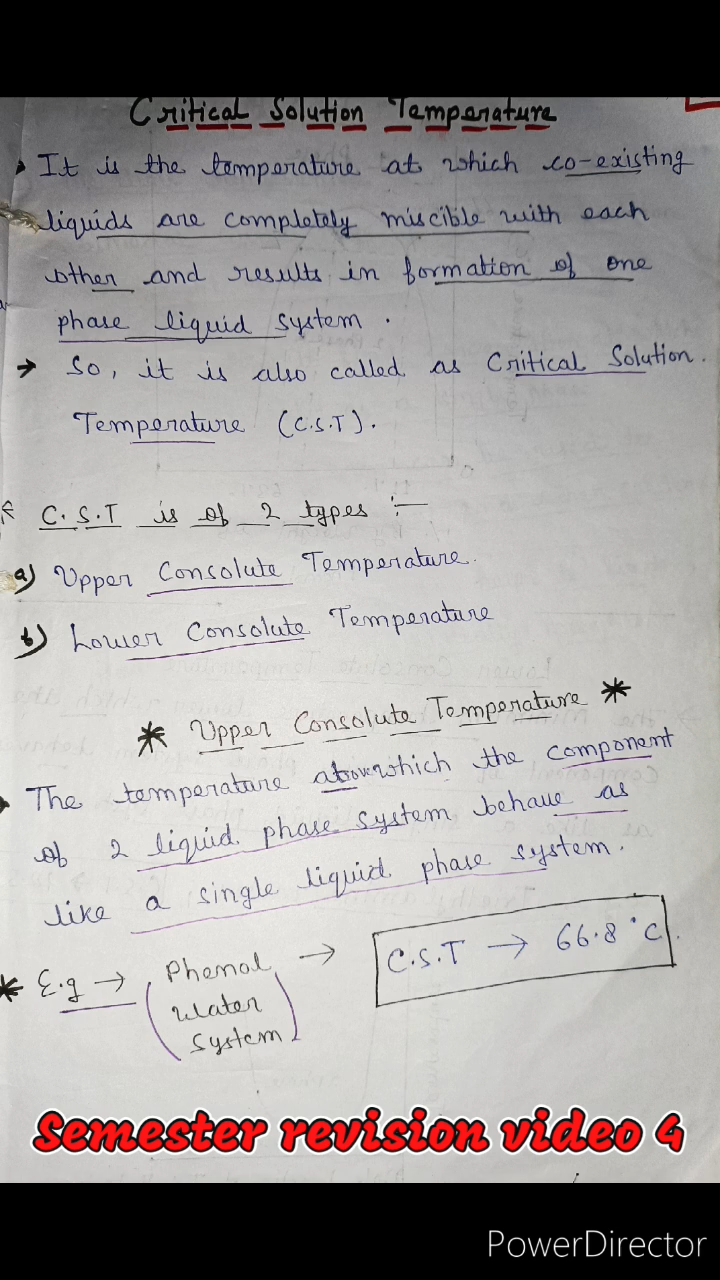 Critical Solution Temperature
It is the temperature at which co-existing
liquids are completely miscible with each
other and results in formation of one
phase liquid system.
→ So, it is also called as Critical Solution
Temperature (C.S.T).
C.S.T is of 2 types :-
a) Upper Consolute Temperature.
b) Lower Consolute Temperature
* Upper Consolute Temperature *
The temperature above which the component
of 2 liquid phase system behave as
like a single liquid phase system.
* E.g → (Phenol Water System) → C.S.T → 66.8°C.
Semester revision video 4
PowerDirector